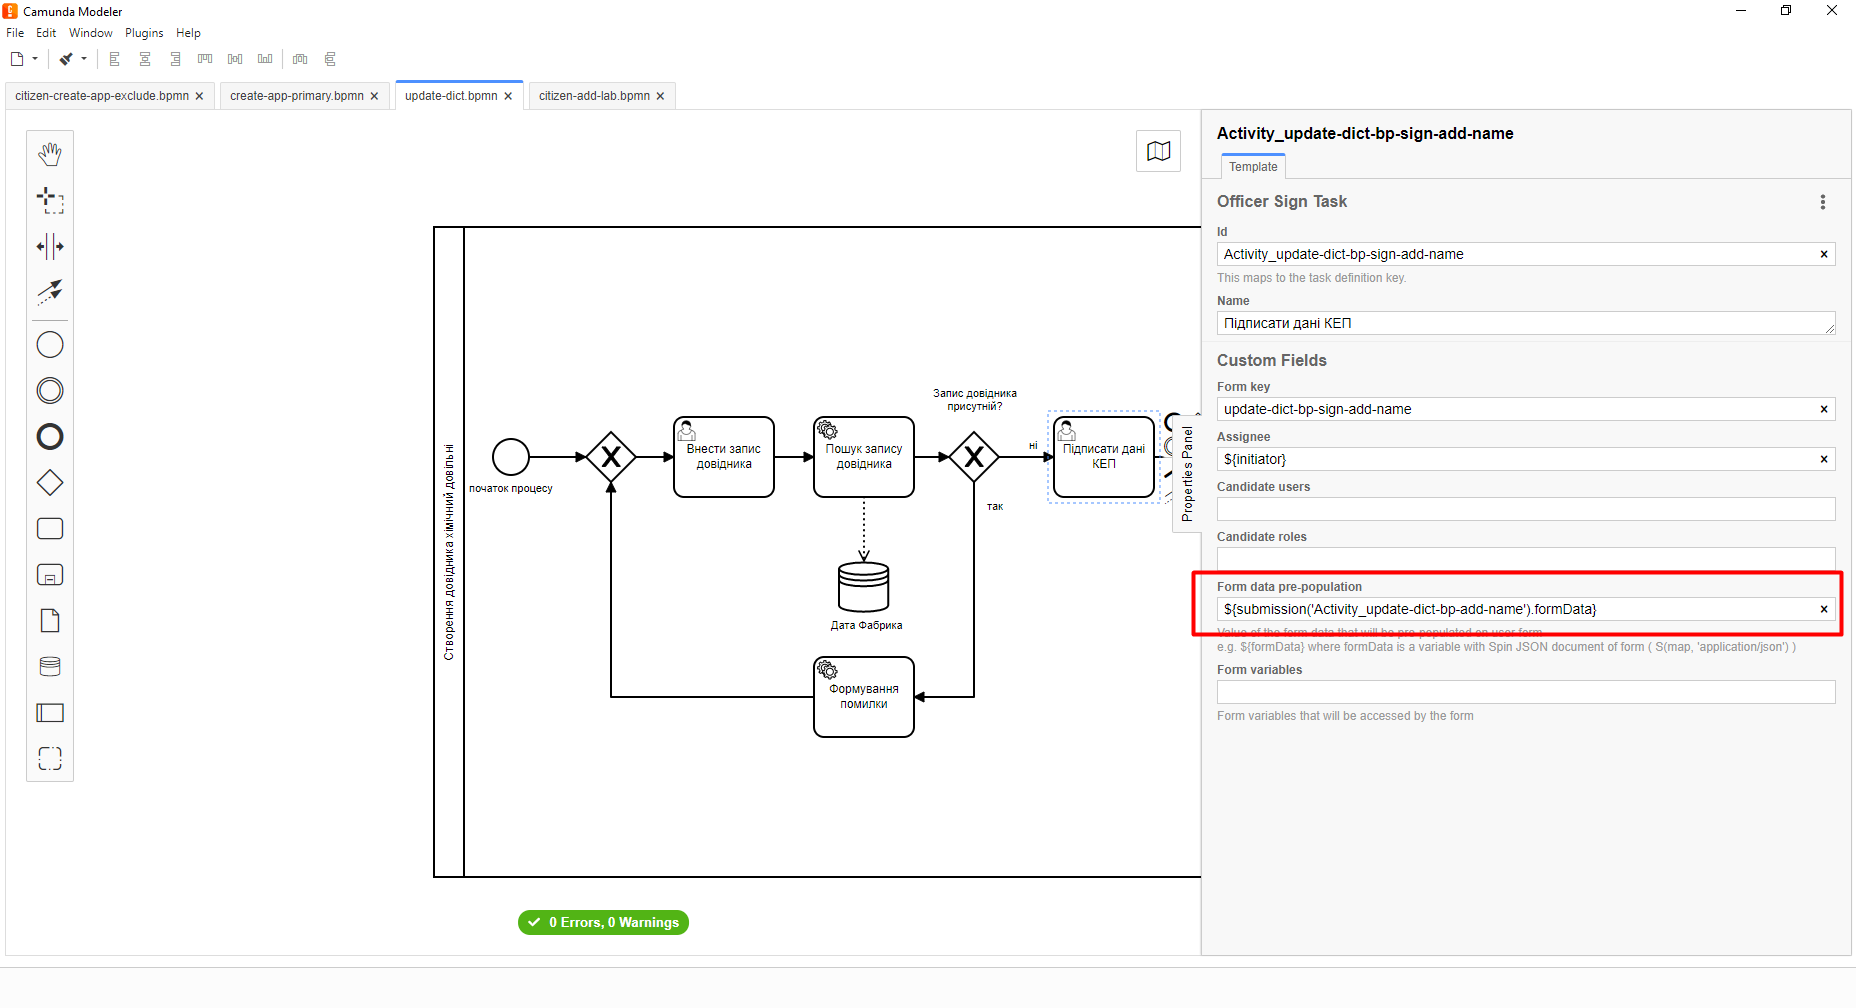 Camunda Modeler
File Edit Window Plugins Help
citizen-create-app-exclude.bpmn
create-app-primary.bpmn
update-dict.bpmn
citizen-add-lab.bpmn
Створення довідника хімічний довільні
початок процесу
Внести запис
довідника
Пошук запису
довідника
Запис довідника
присутній?
ні
так
Підписати дані
КЕП
Дата Фабрика
Формування
помилки
0 Errors, 0 Warnings
Properties Panel
Activity_update-dict-bp-sign-add-name
Template
Officer Sign Task
Id
Activity_update-dict-bp-sign-add-name
This maps to the task definition key.
Name
Підписати дані КЕП
Custom Fields
Form key
update-dict-bp-sign-add-name
Assignee
${initiator}
Candidate users
Candidate roles
Form data pre-population
${submission('Activity_update-dict-bp-add-name').formData}
Value of the form data that will be pre-populated on user form
e.g. ${formData} where formData is a variable with Spin JSON document of form ( S(map, 'application/json') )
Form variables
Form variables that will be accessed by the form